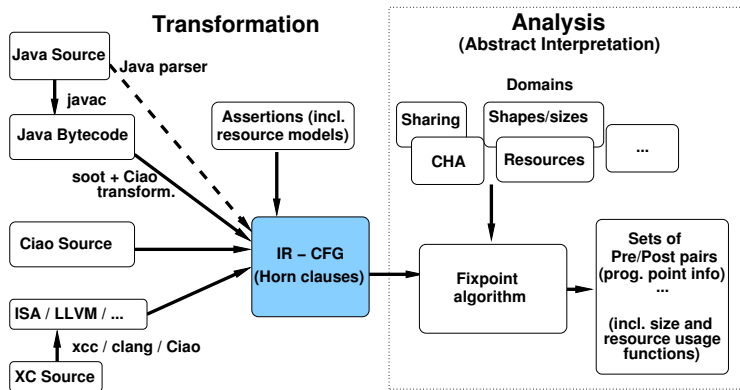 Transformation
Java Source
Java parser
javac
Java Bytecode
soot + Ciao
transform.
Assertions (incl.
resource models)
Ciao Source
IR – CFG
(Horn clauses)
ISA / LLVM / ...
xcc / clang / Ciao
XC Source
Analysis
(Abstract Interpretation)
Domains
Sharing
Shapes/sizes
CHA
Resources
...
Fixpoint
algorithm
Sets of
Pre/Post pairs
(prog. point info)
...
(incl. size and
resource usage
functions)